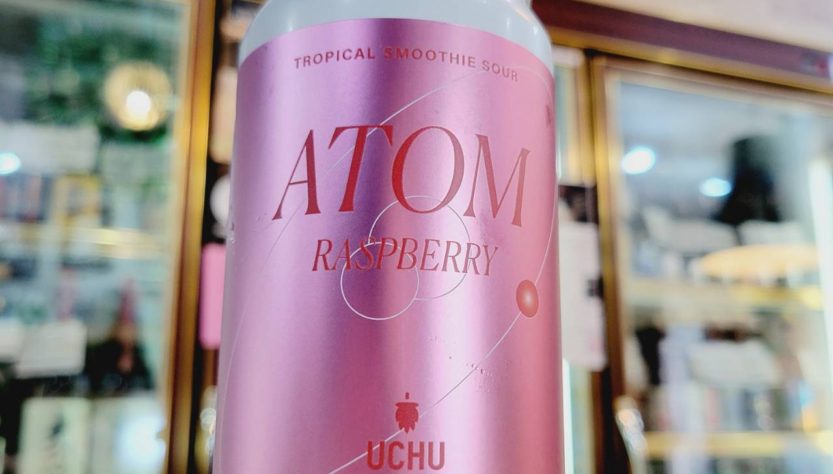 TROPICAL SMOOTHIE SOUR
ATOM
RASPBERRY
UCHU